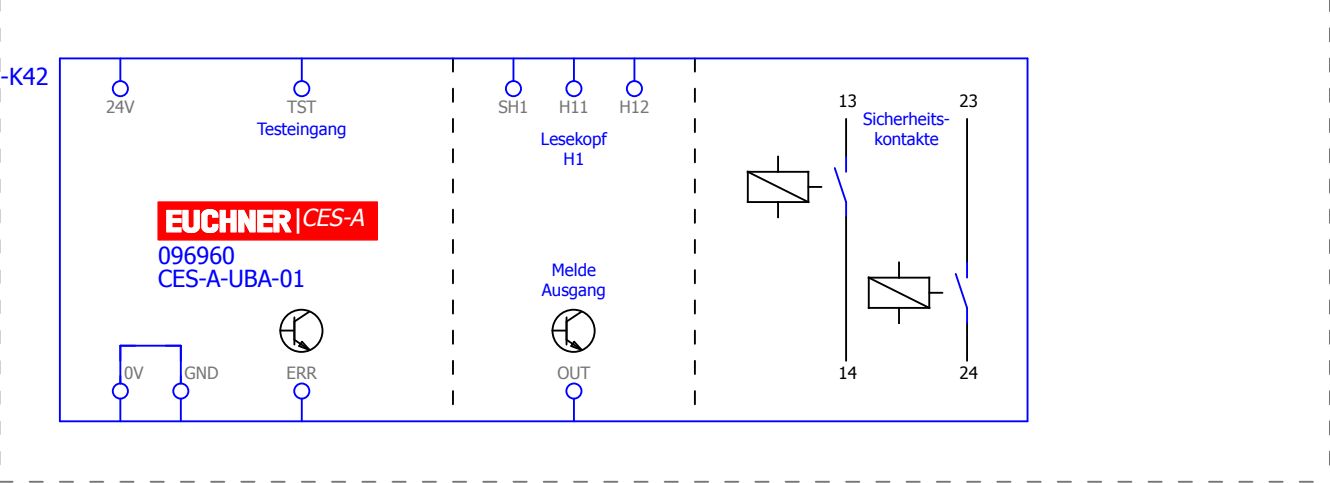 -K42
24V
TST
Testeingang
SH1
H11
H12
Lesekopf
H1
13
23
Sicherheits-
kontakte
EUCHNER|CES-A
096960
CES-A-UBA-01
Melde
Ausgang
0V
GND
ERR
OUT
14
24